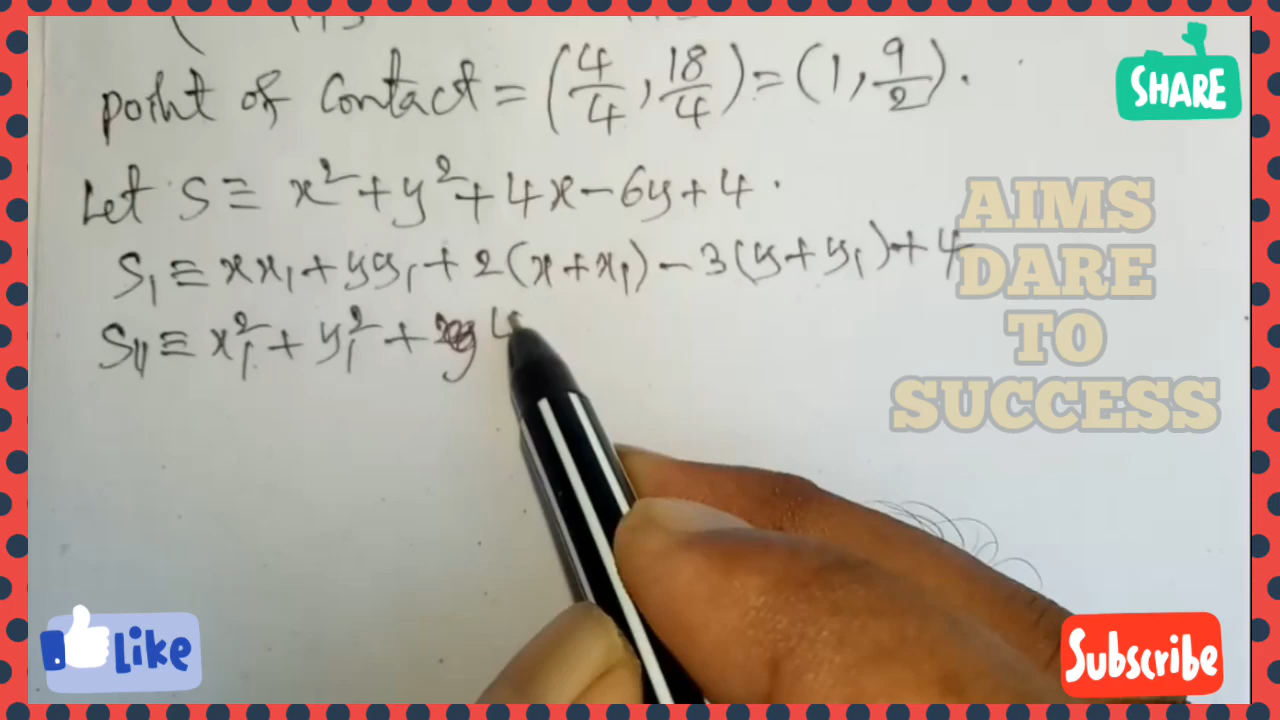 point of Contact = (4/4, 18/4) = (1, 9/2).
Let S ≡ x² + y² + 4x - 6y + 4.
S₁ ≡ xx₁ + yy₁ + 2(x + x₁) - 3(y + y₁) + 4
S₁₁ ≡ x₁² + y₁² + 4
SHARE
AIMS
DARE
TO
SUCCESS
Like
Subscribe